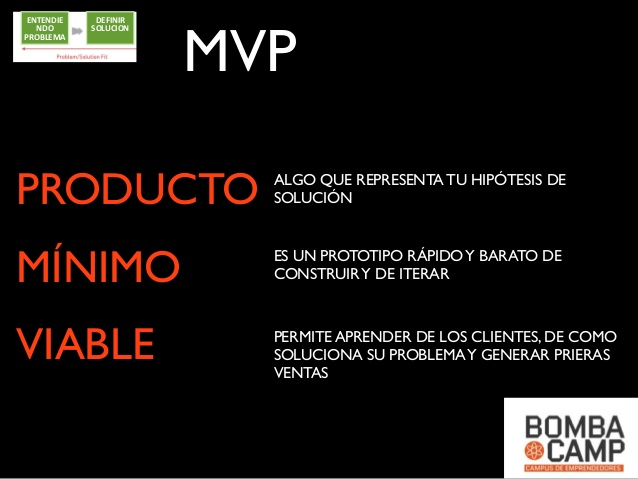 ENTENDIE
NDO
PROBLEMA
DEFINIR
SOLUCION
Problem/Solution Fit
MVP
PRODUCTO
ALGO QUE REPRESENTA TU HIPÓTESIS DE
SOLUCIÓN
MÍNIMO
ES UN PROTOTIPO RÁPIDO Y BARATO DE
CONSTRUIR Y DE ITERAR
VIABLE
PERMITE APRENDER DE LOS CLIENTES, DE COMO
SOLUCIONA SU PROBLEMA Y GENERAR PRIERAS
VENTAS
BOMBA
CAMP
CAMPUS DE EMPRENDEDORES